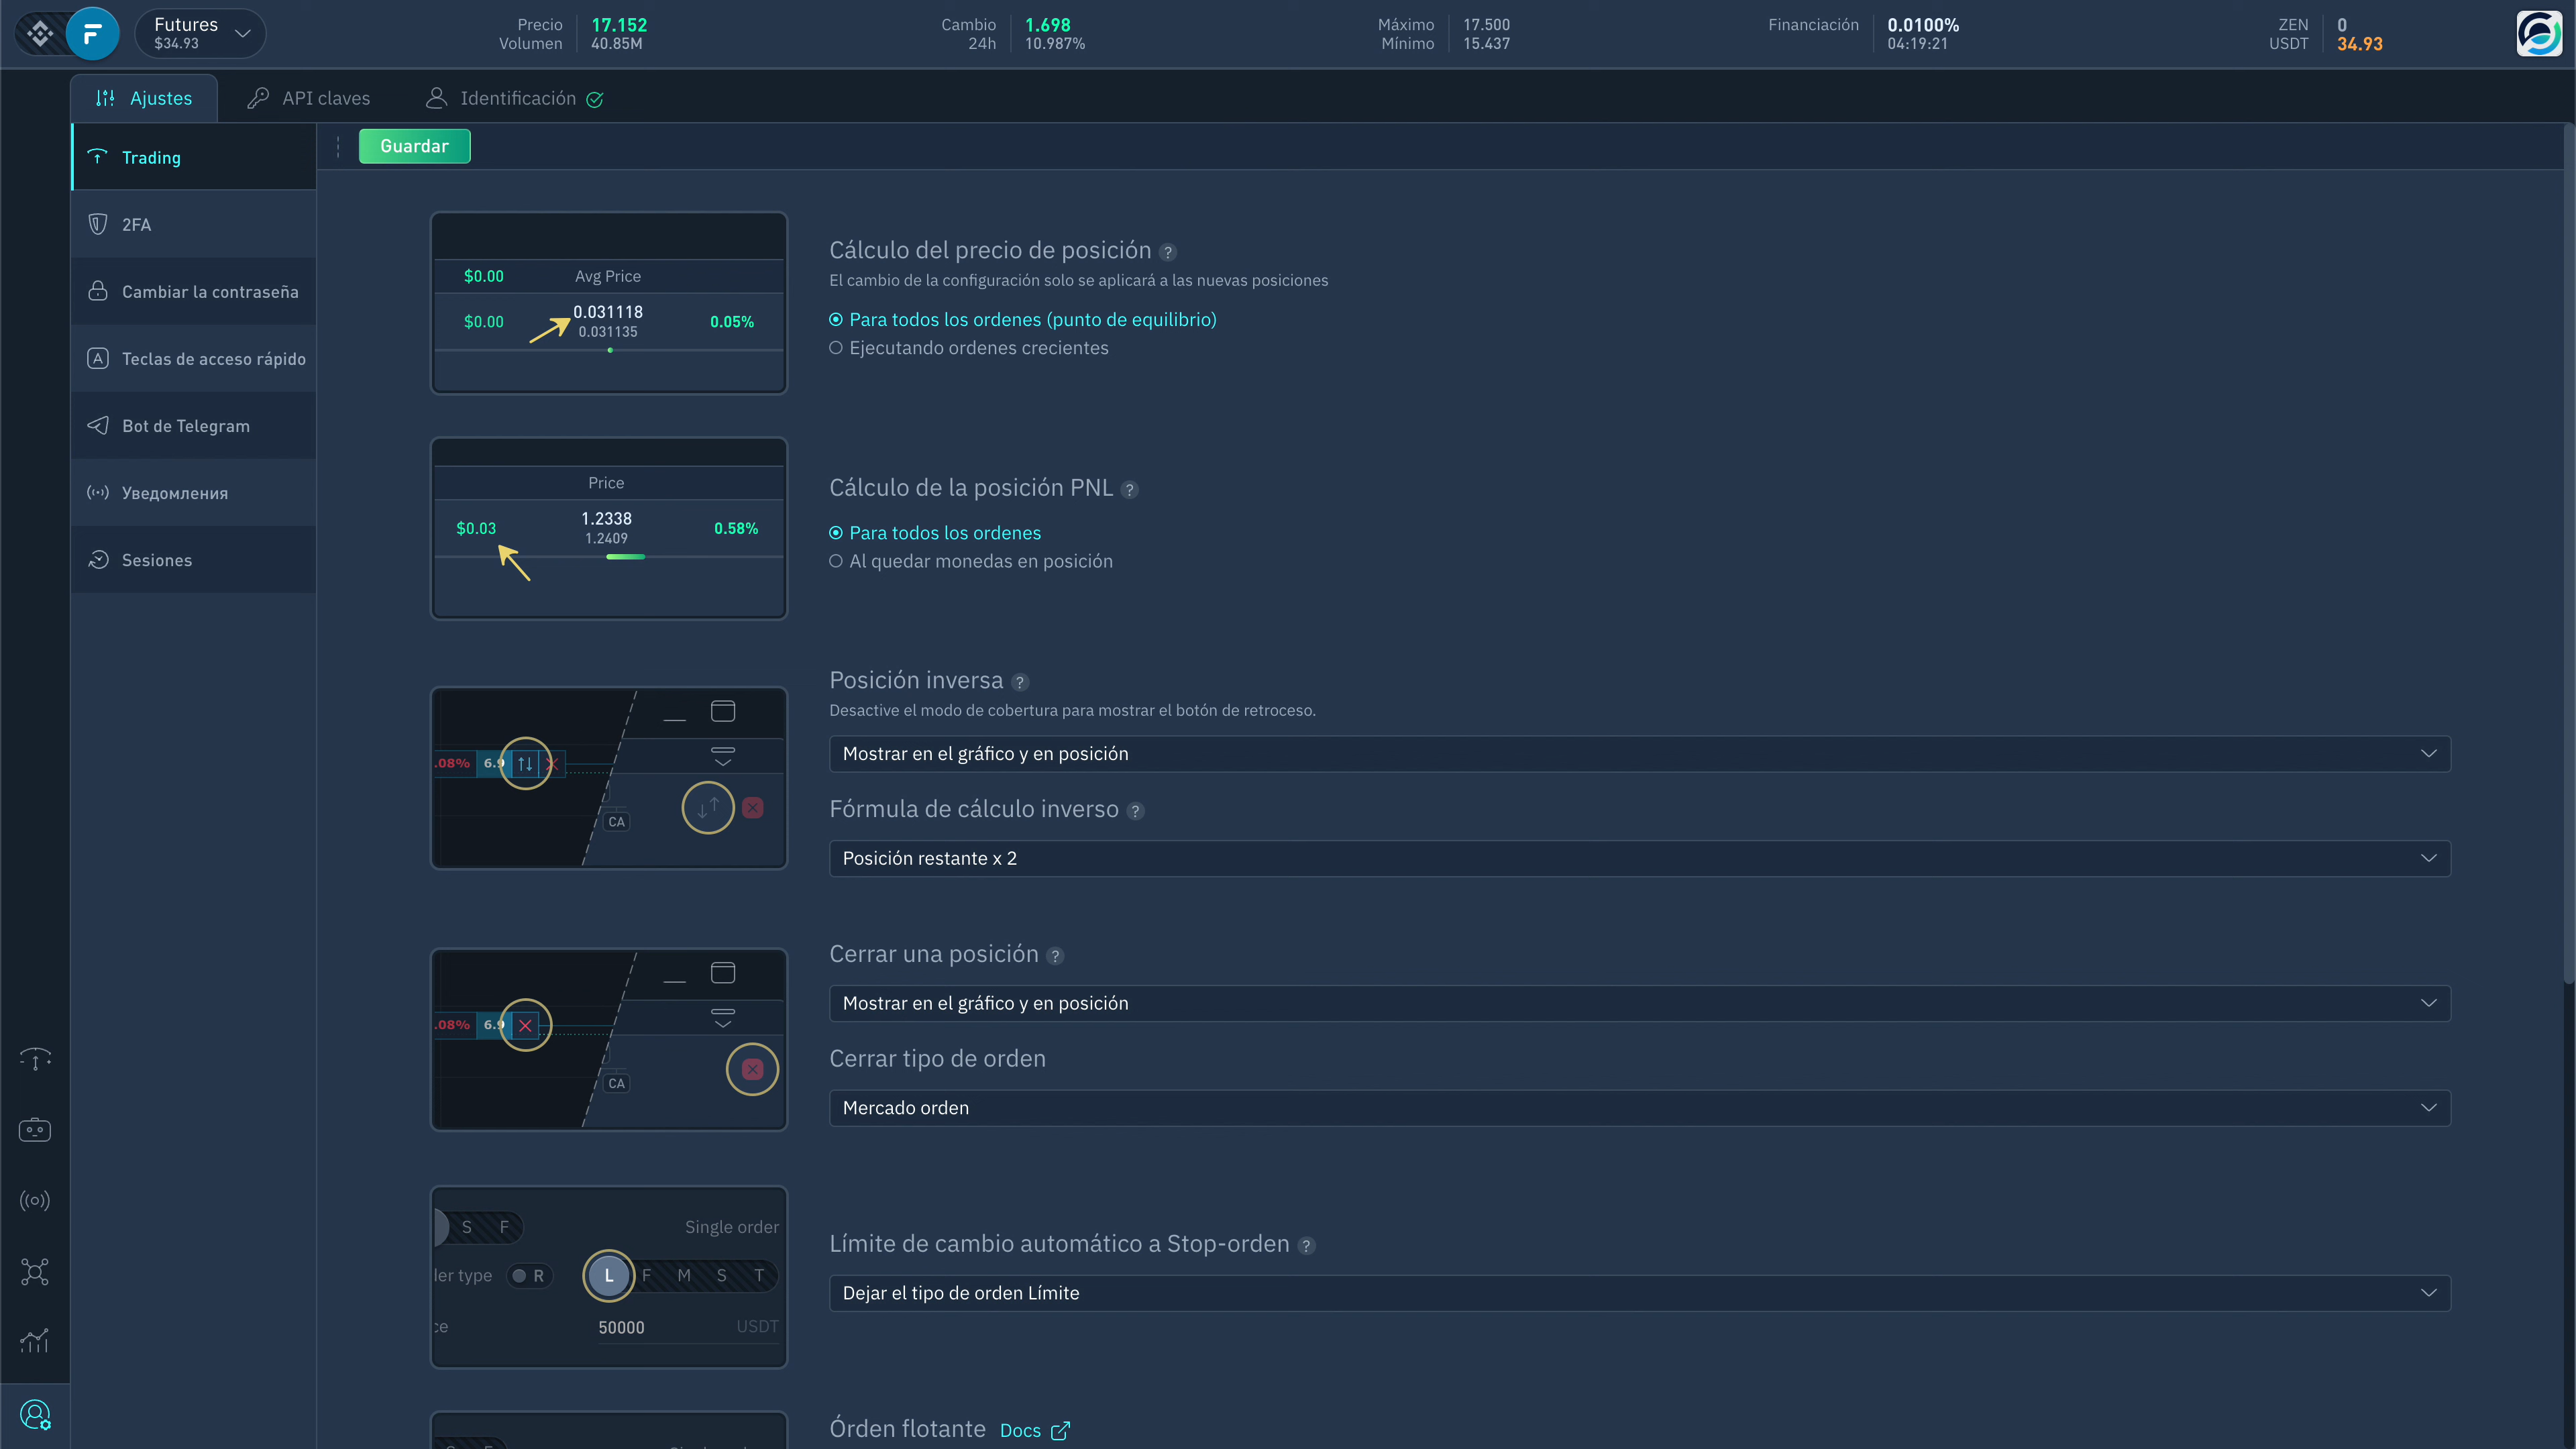 Futures
$34.93
Precio 17.152
Volumen 40.85M
Cambio 1.698
24h 10.987%
Máximo 17.500
Mínimo 15.437
Financiación 0.0100%
04:19:21
ZEN 0
USDT 34.93
Ajustes
API claves
Identificación
Trading
2FA
Cambiar la contraseña
Teclas de acceso rápido
Bot de Telegram
Уведомления
Sesiones
Guardar
$0.00 Avg Price
$0.00 0.031118 0.05%
0.031135
Cálculo del precio de posición ?
El cambio de la configuración solo se aplicará a las nuevas posiciones
Para todos los ordenes (punto de equilibrio)
Ejecutando ordenes crecientes
Price
$0.03 1.2338 0.58%
1.2409
Cálculo de la posición PNL ?
Para todos los ordenes
Al quedar monedas en posición
.08% 6.9
CA
Posición inversa ?
Desactive el modo de cobertura para mostrar el botón de retroceso.
Mostrar en el gráfico y en posición
Fórmula de cálculo inverso ?
Posición restante x 2
.08% 6.9
CA
Cerrar una posición ?
Mostrar en el gráfico y en posición
Cerrar tipo de orden
Mercado orden
S F Single order
ler type R L F M S T
ce 50000 USDT
Límite de cambio automático a Stop-orden ?
Dejar el tipo de orden Límite
Órden flotante Docs